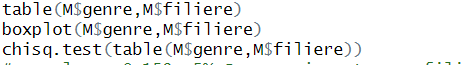 table(M$genre,M$filiere)
boxplot(M$genre,M$filiere)
chisq.test(table(M$genre,M$filiere))